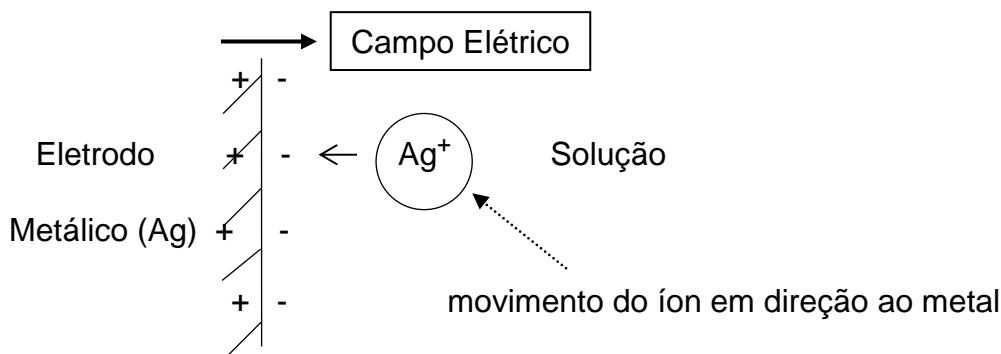 Campo Elétrico
+ -
Eletrodo + - Ag+ Solução
Metálico (Ag) + -
+ - movimento do íon em direção ao metal